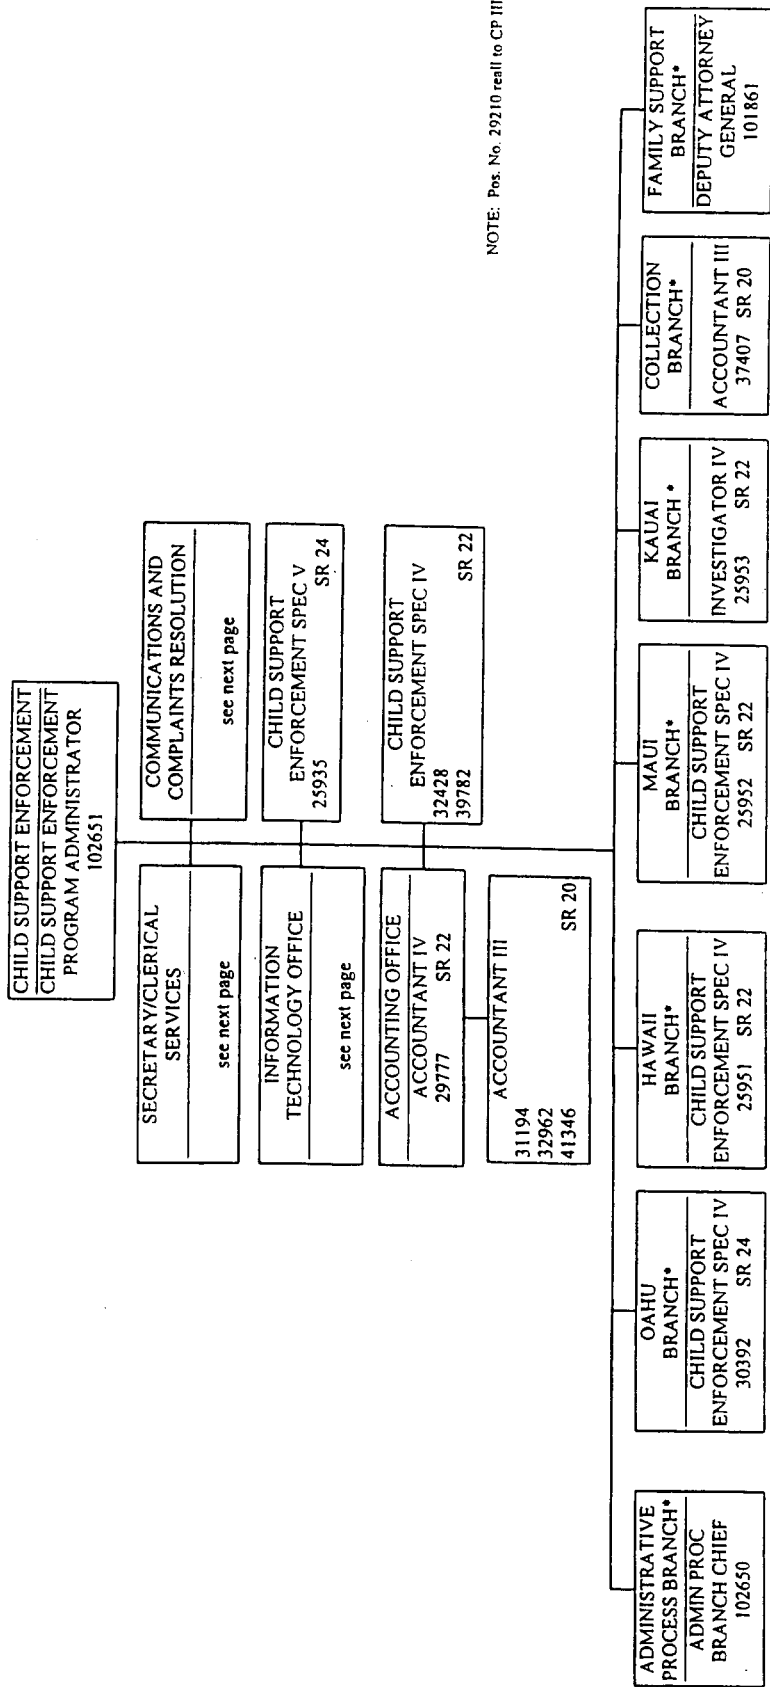 CHILD SUPPORT ENFORCEMENT
CHILD SUPPORT ENFORCEMENT
PROGRAM ADMINISTRATOR
102651
SECRETARY/CLERICAL
SERVICES
see next page
COMMUNICATIONS AND
COMPLAINTS RESOLUTION
see next page
INFORMATION
TECHNOLOGY OFFICE
see next page
CHILD SUPPORT
ENFORCEMENT SPEC V
25935 SR 24
ACCOUNTING OFFICE
ACCOUNTANT IV
29777 SR 22
CHILD SUPPORT
ENFORCEMENT SPEC IV
32428 SR 22
39782
ACCOUNTANT III
31194
32962
41346 SR 20
NOTE: Pos. No. 29210 reall to CP III
ADMINISTRATIVE
PROCESS BRANCH*
ADMIN PROC
BRANCH CHIEF
102650
OAHU
BRANCH*
CHILD SUPPORT
ENFORCEMENT SPEC IV
30392 SR 24
HAWAII
BRANCH*
CHILD SUPPORT
ENFORCEMENT SPEC IV
25951 SR 22
MAUI
BRANCH*
CHILD SUPPORT
ENFORCEMENT SPEC IV
25952 SR 22
KAUAI
BRANCH *
INVESTIGATOR IV
25953 SR 22
COLLECTION
BRANCH*
ACCOUNTANT III
37407 SR 20
FAMILY SUPPORT
BRANCH*
DEPUTY ATTORNEY
GENERAL
101861